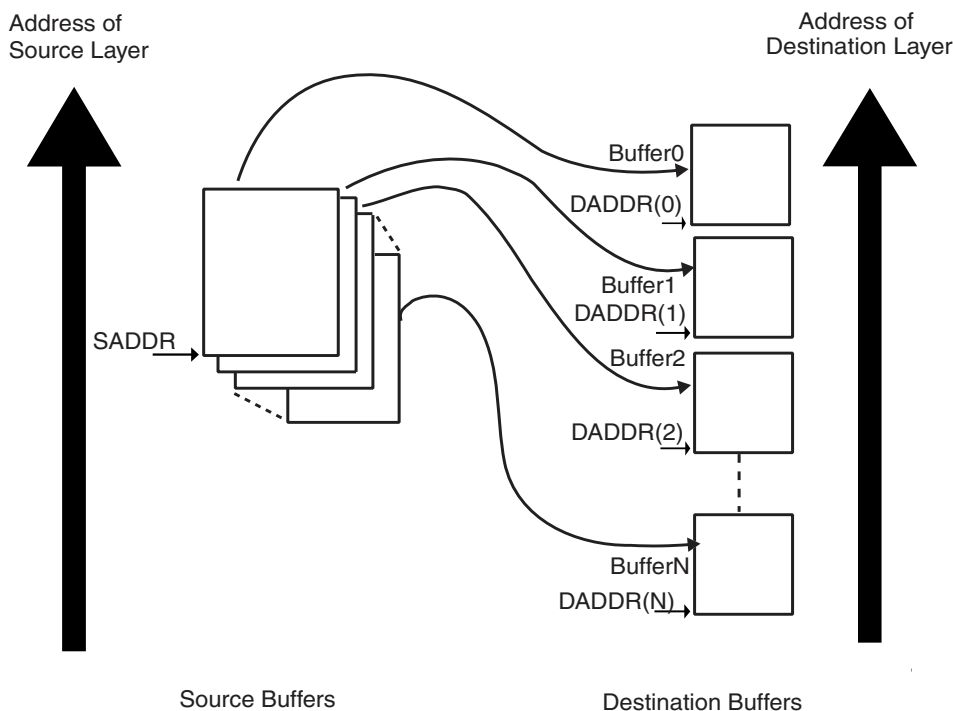 Address of
Source Layer
Address of
Destination Layer
Buffer0
DADDR(0)
Buffer1
DADDR(1)
SADDR
Buffer2
DADDR(2)
BufferN
DADDR(N)
Source Buffers
Destination Buffers